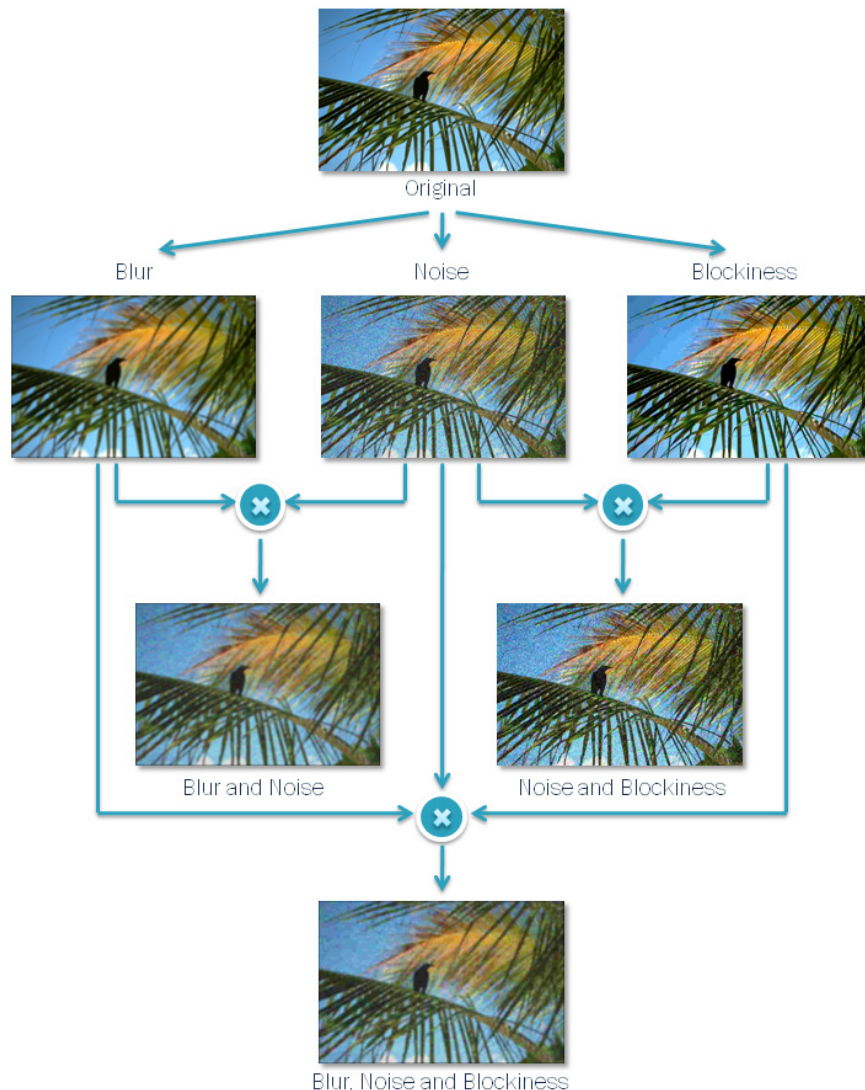 Original
Blur
Noise
Blockiness
Blur and Noise
Noise and Blockiness
Blur, Noise and Blockiness